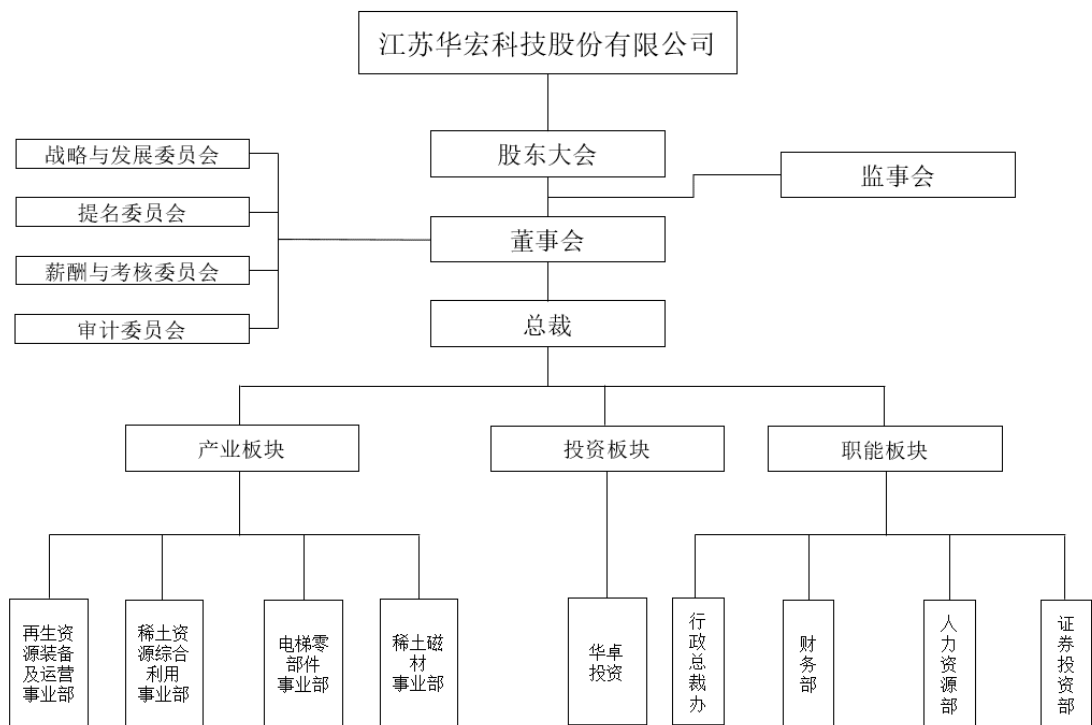 江苏华宏科技股份有限公司
股东大会
监事会
战略与发展委员会
提名委员会
董事会
薪酬与考核委员会
审计委员会
总裁
产业板块
投资板块
职能板块
再生资
源装备
及运营
事业部
稀土资
源综合
利用
事业部
电梯零
部件
事业部
稀土磁
材
事业部
华卓
投资
行政总裁办
财务部
人力资源部
证券投资部